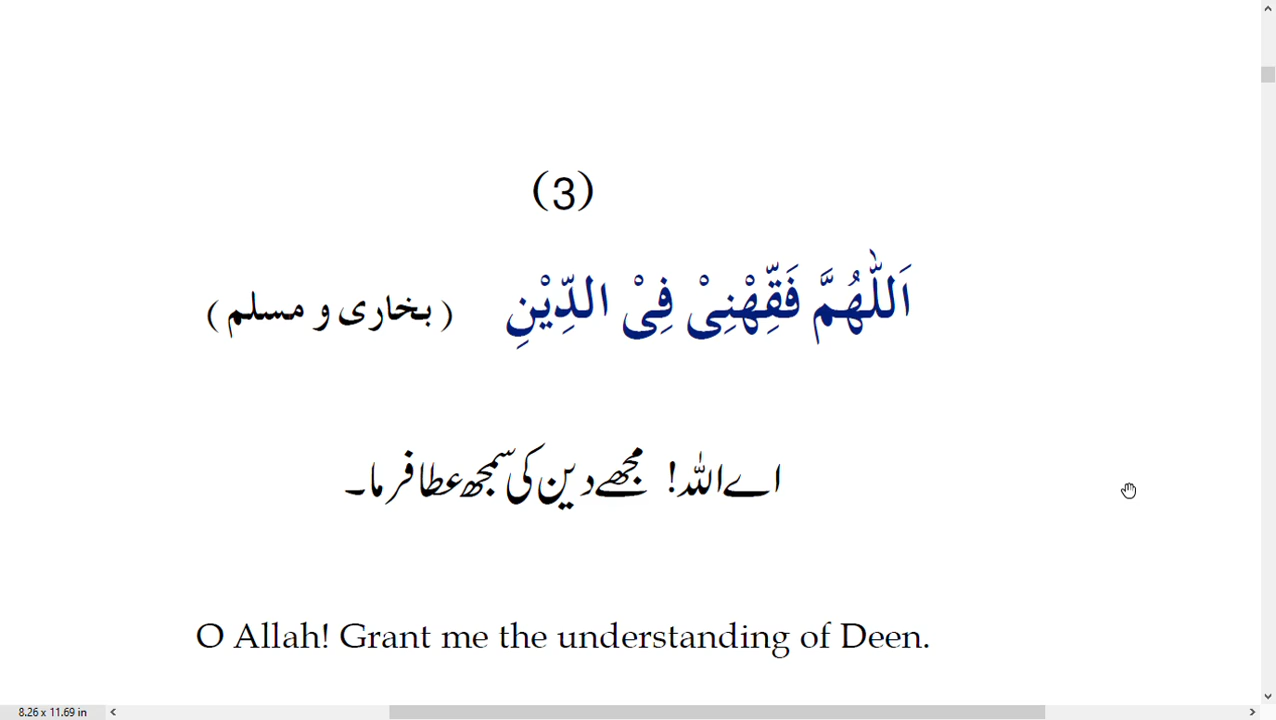 (3)
اَللّٰهُمَّ فَقِّهْنِیْ فِیْ الدِّیْنِ ( بخاری و مسلم )
اے اللہ! مجھے دین کی سمجھ عطا فرما۔
O Allah! Grant me the understanding of Deen.
8.26 x 11.69 in